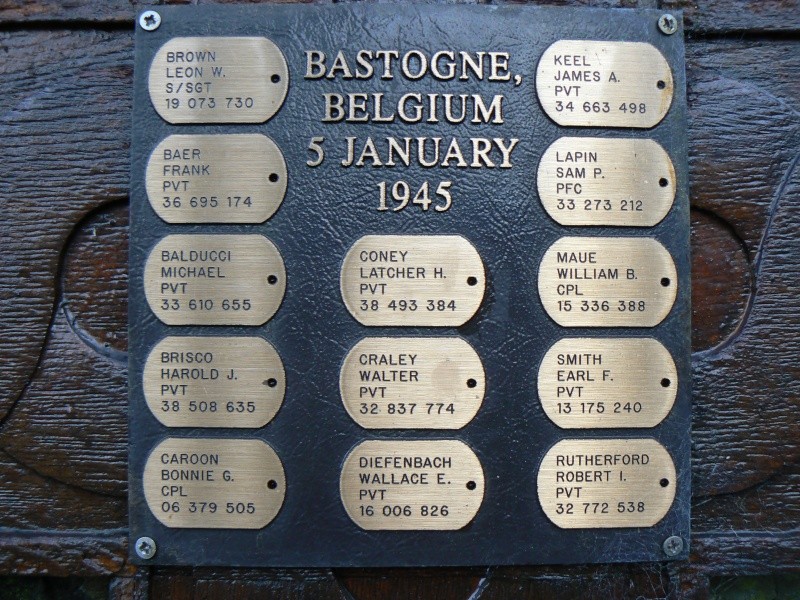 BASTOGNE,
BELGIUM
5 JANUARY
1945
BROWN
LEON W.
S/SGT
19 073 730
BAER
FRANK
PVT
36 695 174
BALDUCCI
MICHAEL
PVT
33 610 655
BRISCO
HAROLD J.
PVT
38 508 635
CAROON
BONNIE G.
CPL
06 379 505
CONEY
LATCHER H.
PVT
38 493 384
CRALEY
WALTER
PVT
32 837 774
DIEFENBACH
WALLACE E.
PVT
16 006 826
KEEL
JAMES A.
PVT
34 663 498
LAPIN
SAM P.
PFC
33 273 212
MAUE
WILLIAM B.
CPL
15 336 388
SMITH
EARL F.
PVT
13 175 240
RUTHERFORD
ROBERT I.
PVT
32 772 538